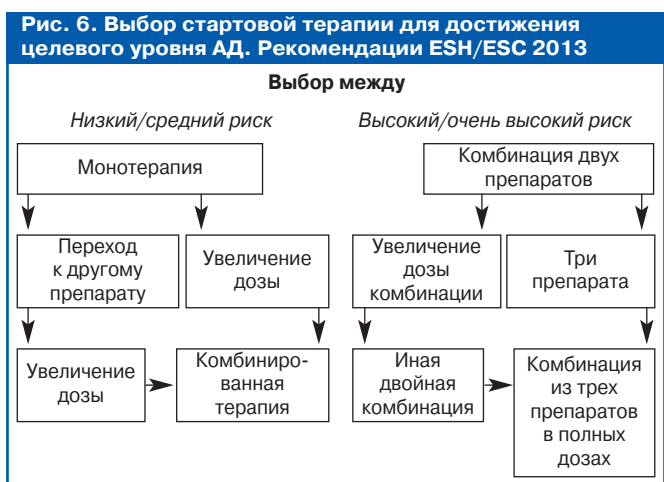 Рис. 6. Выбор стартовой терапии для достижения
целевого уровня АД. Рекомендации ESH/ESC 2013
Выбор между
Низкий/средний риск
Высокий/очень высокий риск
Монотерапия
Комбинация двух
препаратов
Переход
к другому
препарату
Увеличение
дозы
Увеличение
дозы
комбинации
Три
препарата
Увеличение
дозы
Комбиниро-
ванная
терапия
Иная
двойная
комбинация
Комбинация
из трех
препаратов
в полных
дозах